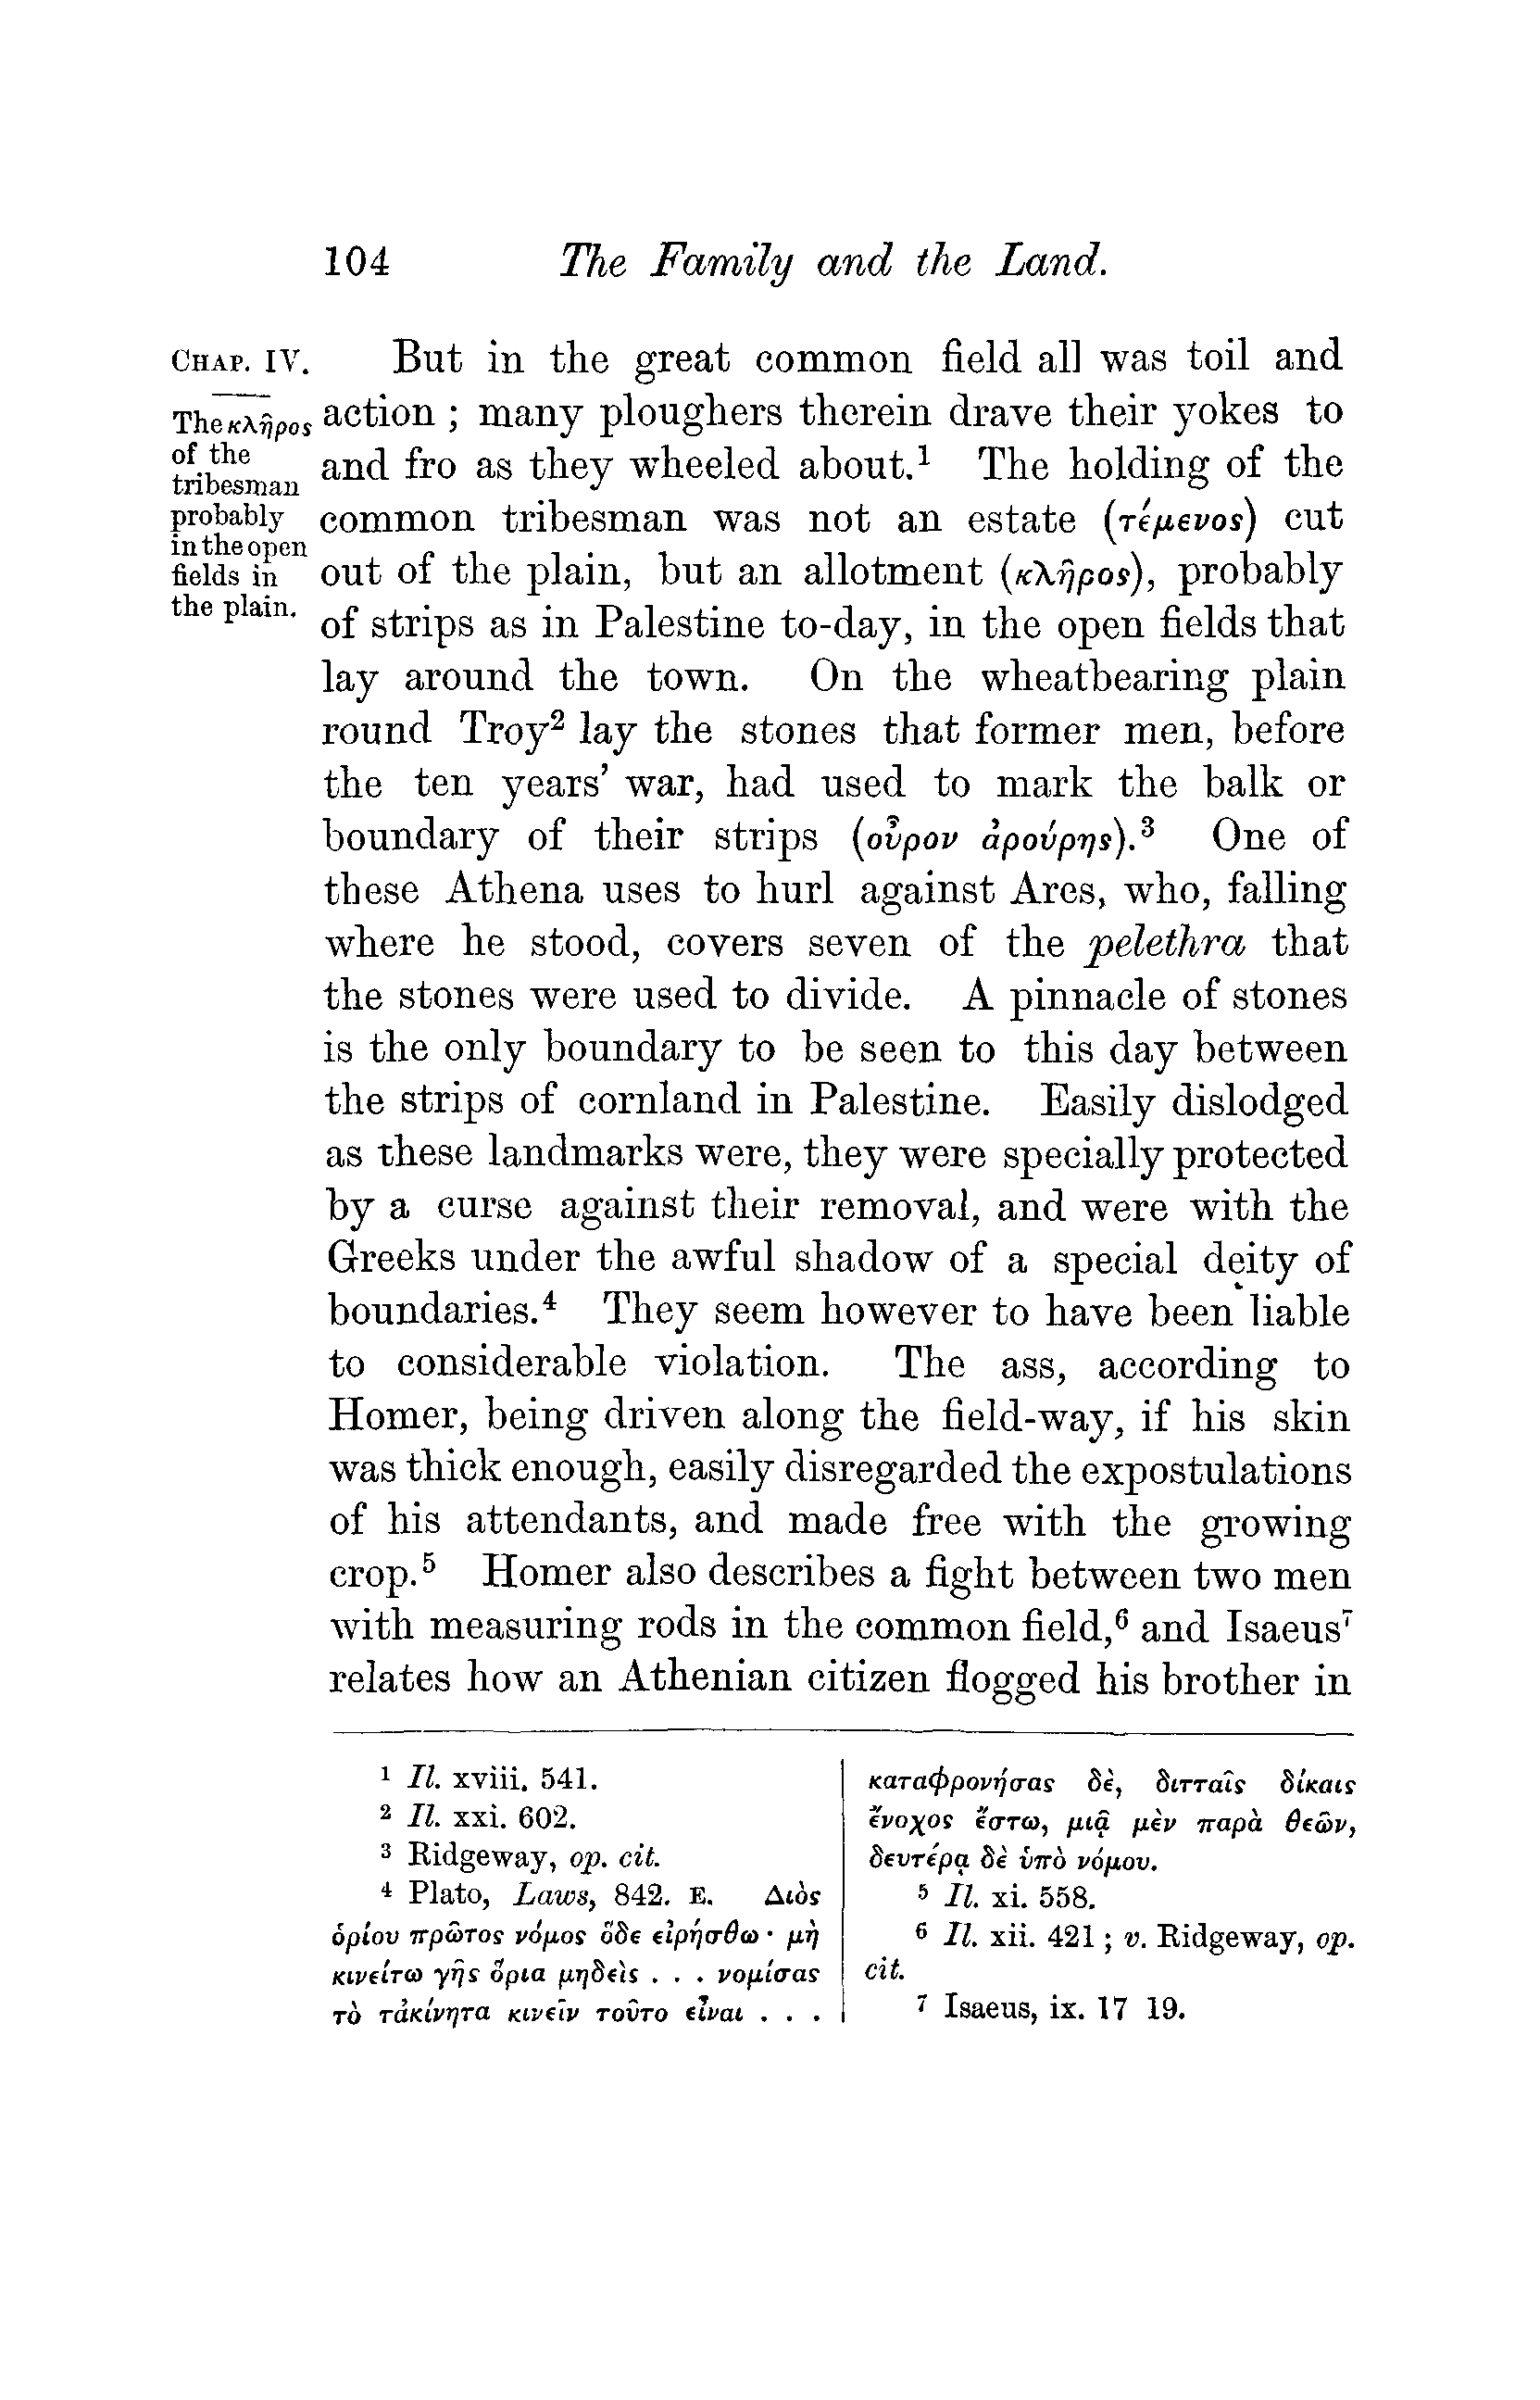 104 The Family and the Land.
CHAP. IV.
The κλῆρος
of the
tribesman
probably
in the open
fields in
the plain.
But in the great common field all was toil and
action ; many ploughers therein drave their yokes to
and fro as they wheeled about.¹ The holding of the
common tribesman was not an estate (τέμενος) cut
out of the plain, but an allotment (κλῆρος), probably
of strips as in Palestine to-day, in the open fields that
lay around the town. On the wheatbearing plain
round Troy² lay the stones that former men, before
the ten years’ war, had used to mark the balk or
boundary of their strips (οὖρον ἀρούρης).³ One of
these Athena uses to hurl against Ares, who, falling
where he stood, covers seven of the pelethra that
the stones were used to divide. A pinnacle of stones
is the only boundary to be seen to this day between
the strips of cornland in Palestine. Easily dislodged
as these landmarks were, they were specially protected
by a curse against their removal, and were with the
Greeks under the awful shadow of a special deity of
boundaries.⁴ They seem however to have been liable
to considerable violation. The ass, according to
Homer, being driven along the field-way, if his skin
was thick enough, easily disregarded the expostulations
of his attendants, and made free with the growing
crop.⁵ Homer also describes a fight between two men
with measuring rods in the common field,⁶ and Isaeus⁷
relates how an Athenian citizen flogged his brother in
¹ Il. xviii. 541.
² Il. xxi. 602.
³ Ridgeway, op. cit.
⁴ Plato, Laws, 842. E. Διὸς
ὁρίου πρῶτος νόμος ὅδε εἰρήσθω · μὴ
κινείτω γῆς ὅρια μηδεὶς . . . νομίσας
τὸ τἀκίνητα κινεῖν τοῦτο εἶναι . . .
καταφρονήσας δὲ, διτταῖς δίκαις
ἔνοχος ἔστω, μιᾷ μὲν παρὰ θεῶν,
δευτέρᾳ δὲ ὑπὸ νόμου.
⁵ Il. xi. 558.
⁶ Il. xii. 421 ; v. Ridgeway, op.
cit.
⁷ Isaeus, ix. 17 19.